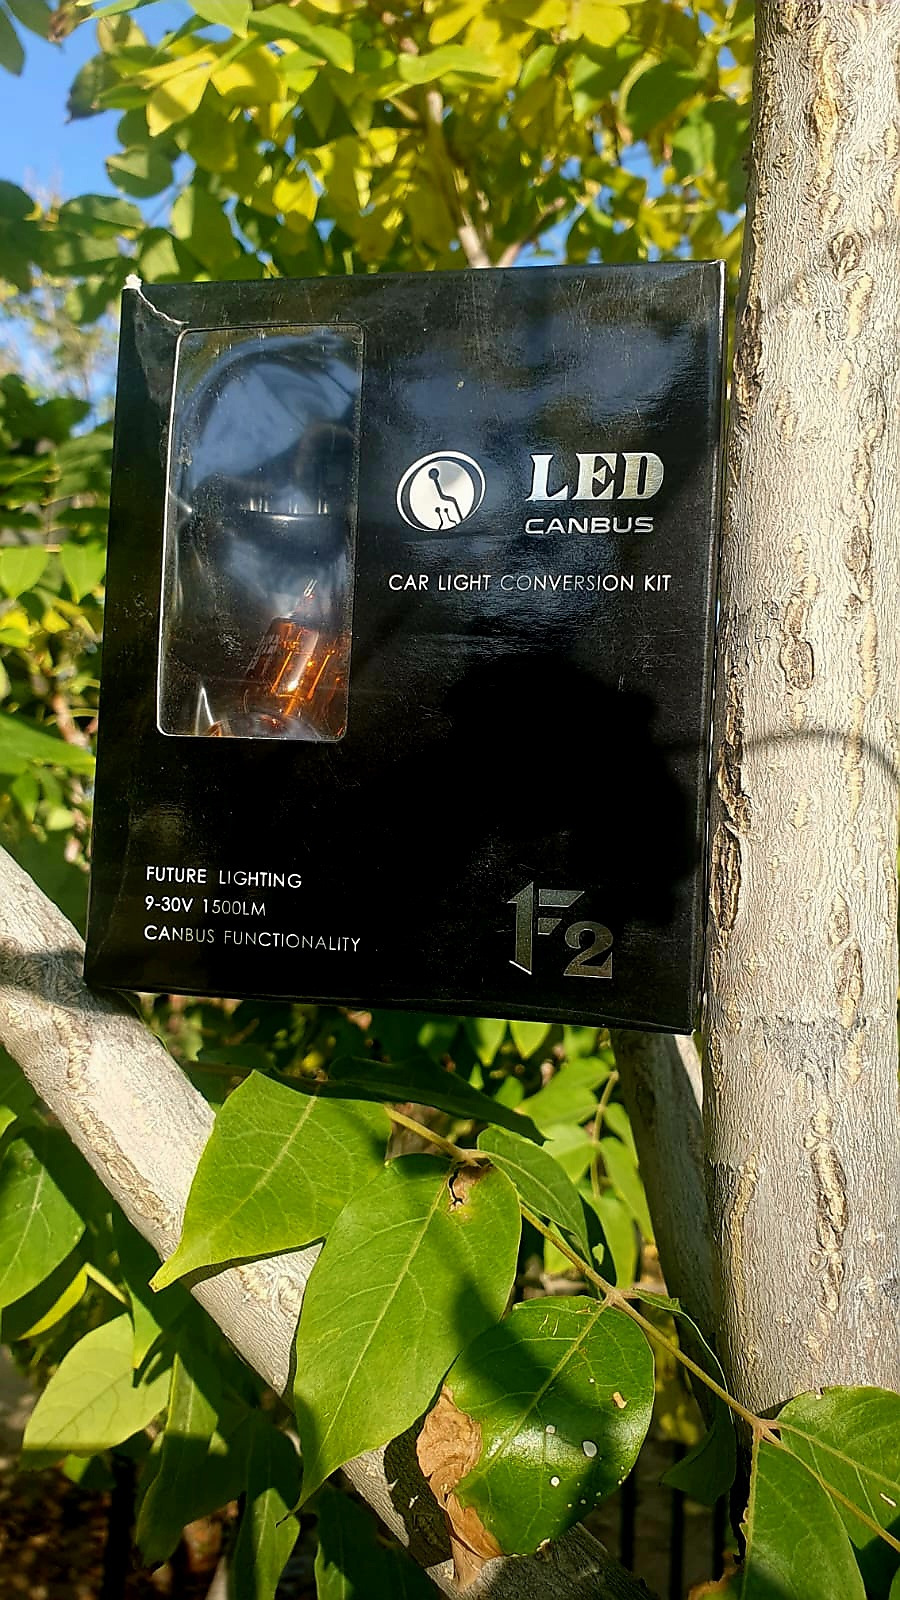 LED
CANBUS
CAR LIGHT CONVERSION KIT
FUTURE LIGHTING
9-30V 1500LM
CANBUS FUNCTIONALITY
F2